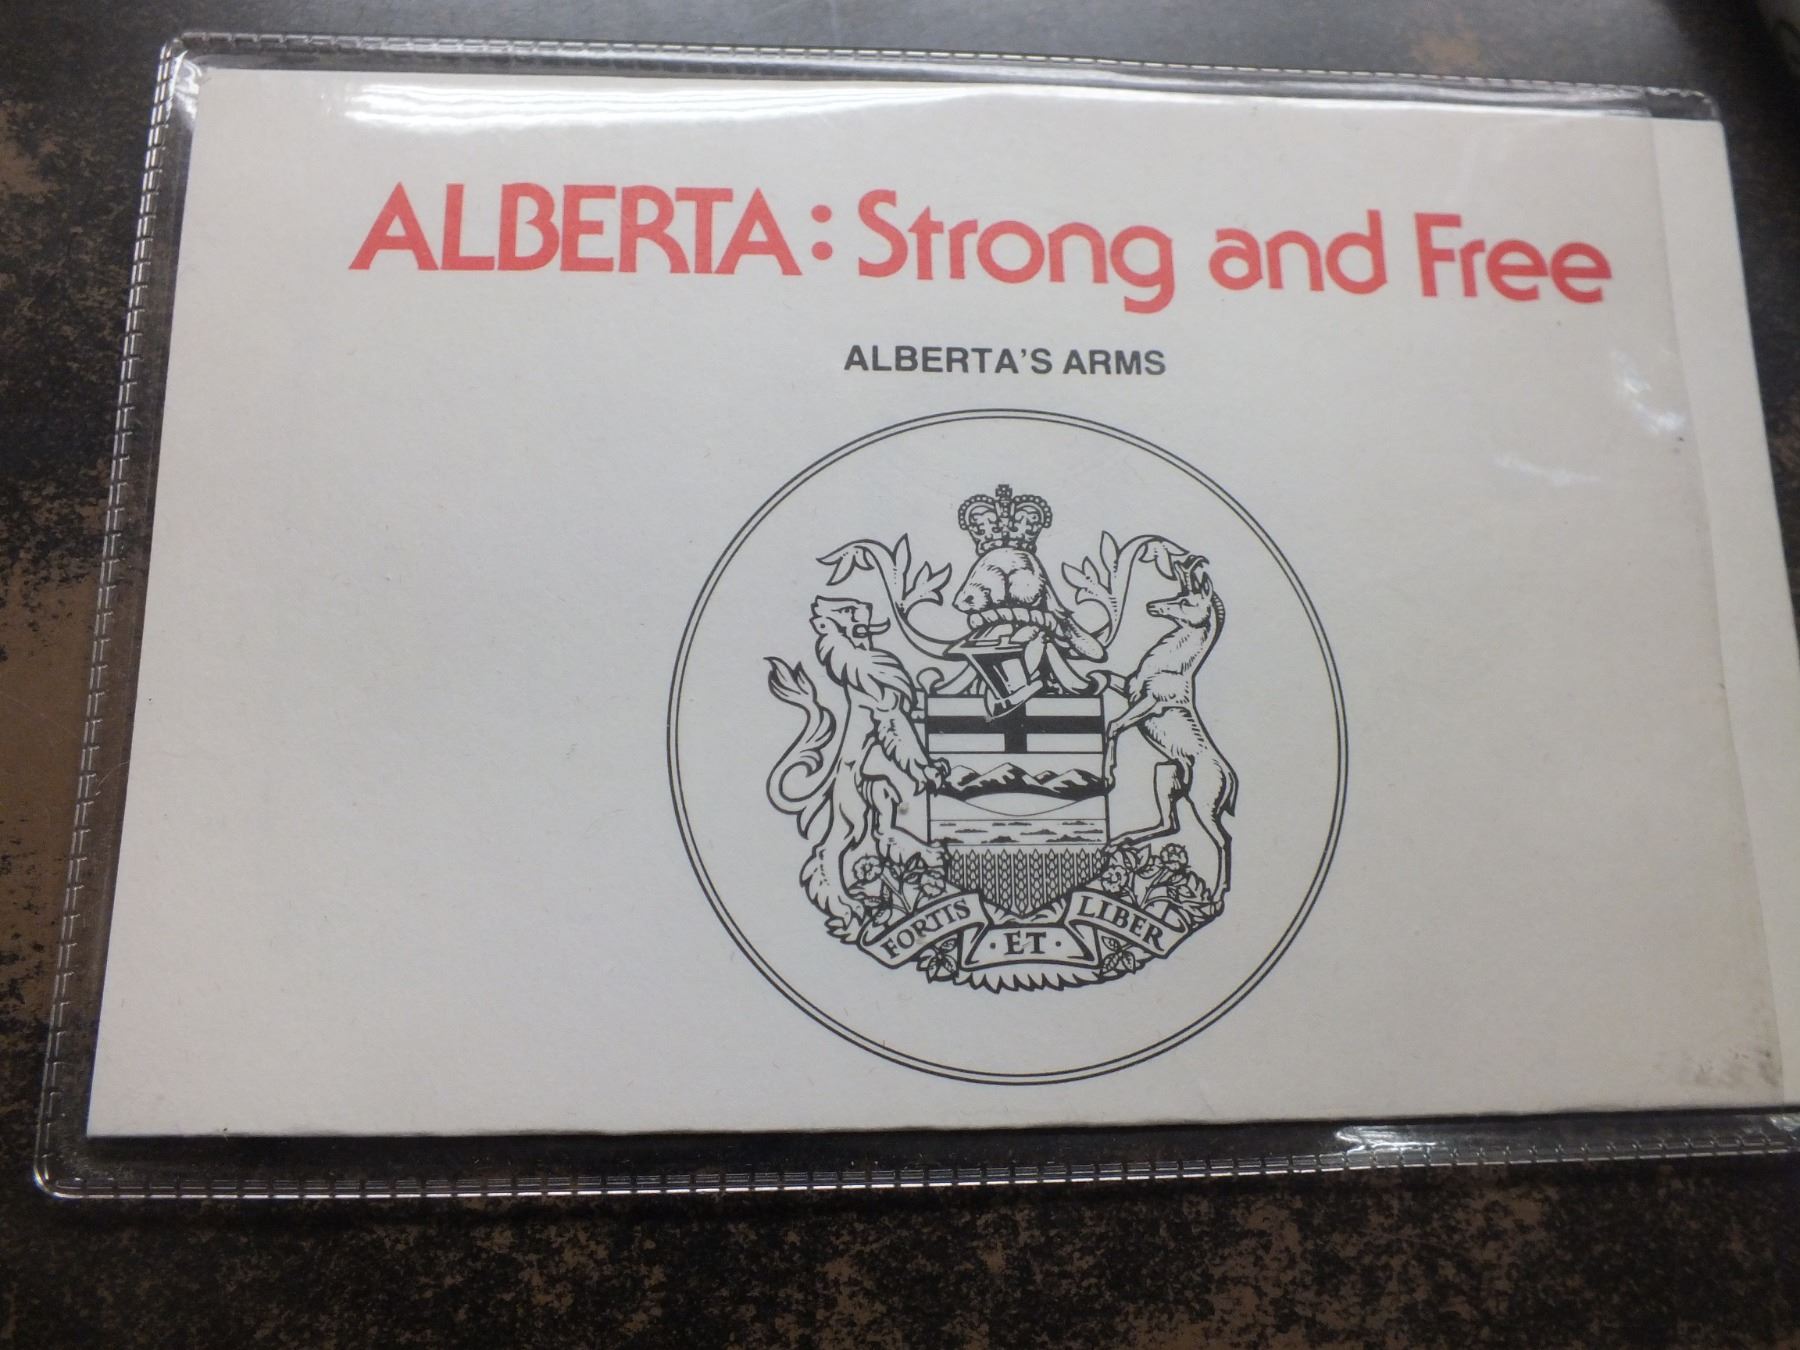 ALBERTA: Strong and Free
ALBERTA'S ARMS
FORTIS · ET · LIBER